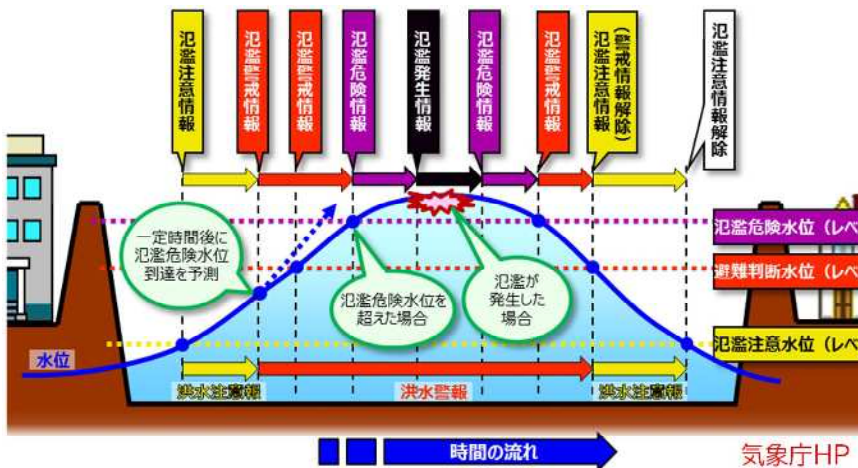 氾濫注意情報
氾濫警戒情報
氾濫警戒情報
氾濫危険情報
氾濫発生情報
氾濫危険情報
氾濫警戒情報
氾濫注意情報
(警戒情報解除)
氾濫注意情報解除
一定時間後に
氾濫危険水位
到達を予測
氾濫危険水位を
超えた場合
氾濫が
発生した
場合
氾濫危険水位(レベ
避難判断水位(レベ
氾濫注意水位(レベ
水位
洪水注意報
洪水警報
洪水注意報
時間の流れ
気象庁HP